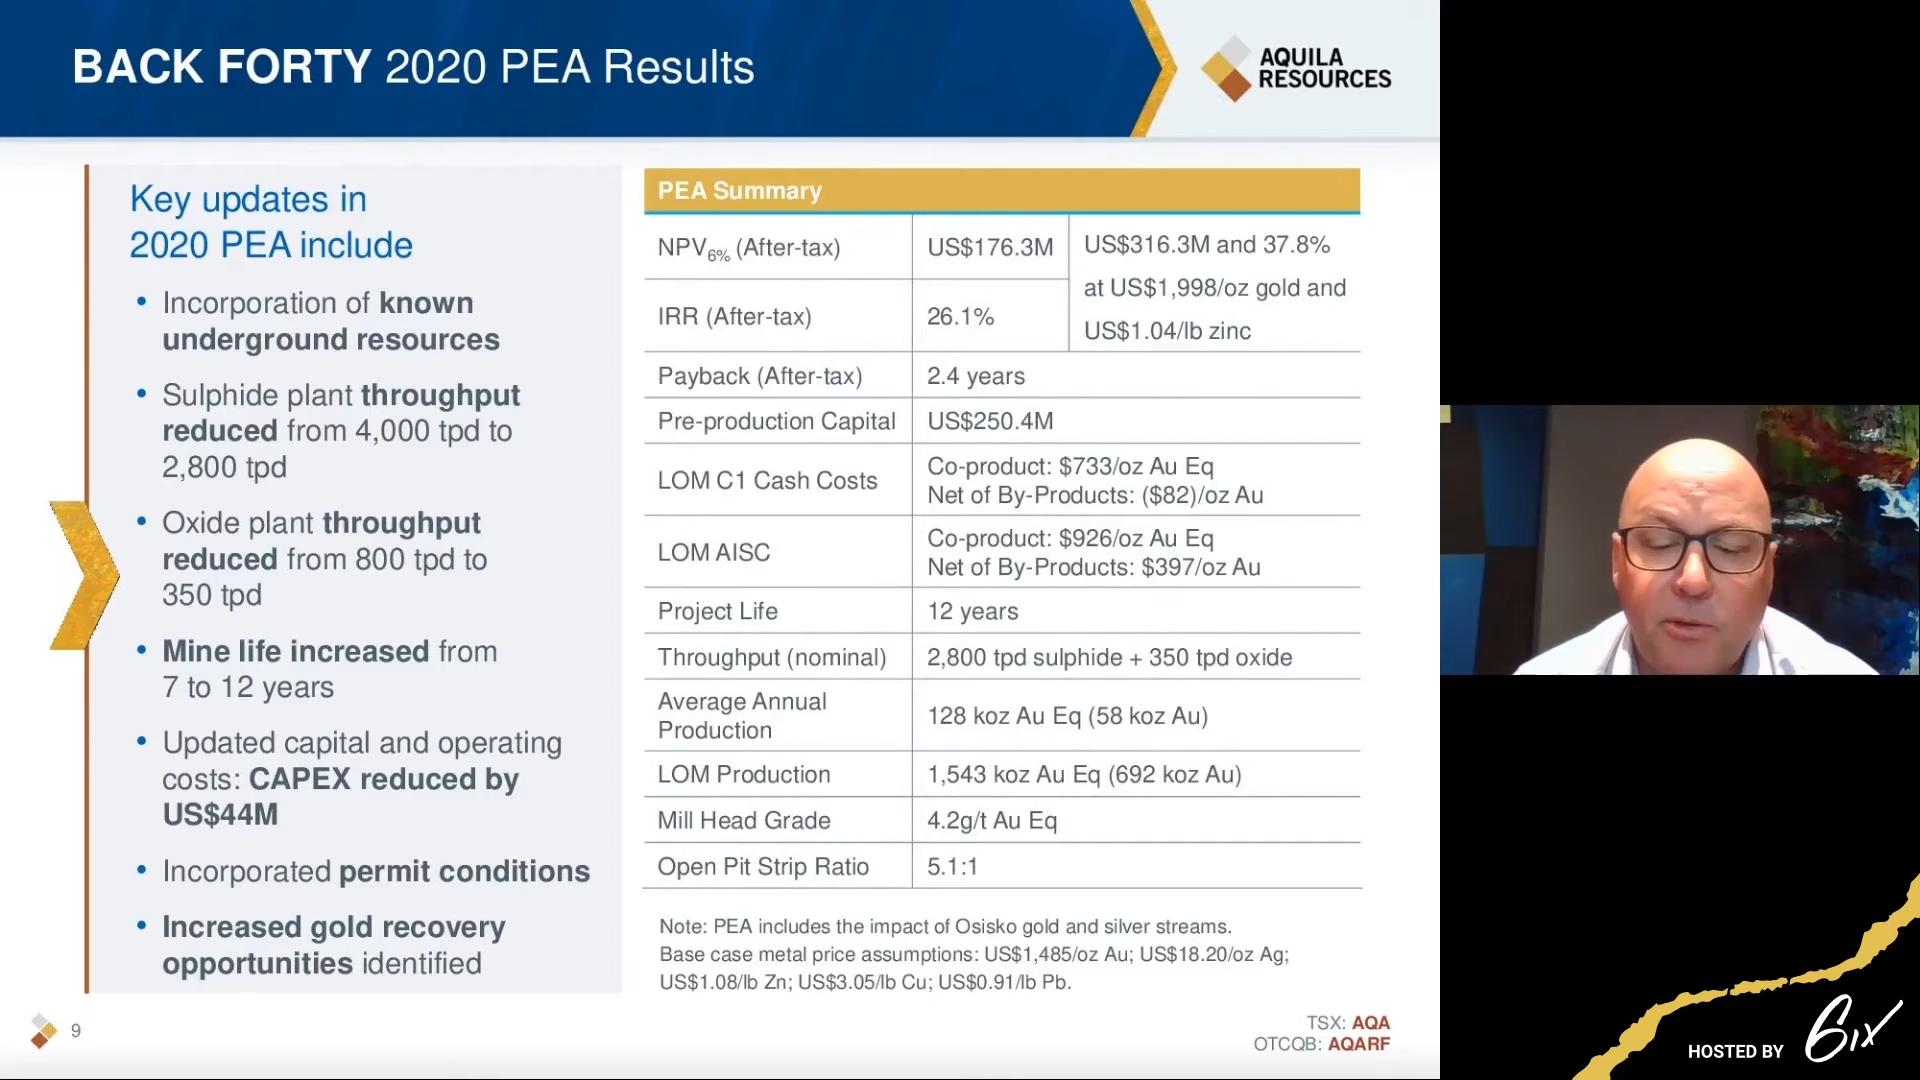 BACK FORTY 2020 PEA Results
AQUILA
RESOURCES
Key updates in
2020 PEA include
• Incorporation of known
underground resources
• Sulphide plant throughput
reduced from 4,000 tpd to
2,800 tpd
• Oxide plant throughput
reduced from 800 tpd to
350 tpd
• Mine life increased from
7 to 12 years
• Updated capital and operating
costs: CAPEX reduced by
US$44M
• Incorporated permit conditions
• Increased gold recovery
opportunities identified
PEA Summary
NPV6% (After-tax) US$176.3M
IRR (After-tax) 26.1%
US$316.3M and 37.8%
at US$1,998/oz gold and
US$1.04/lb zinc
Payback (After-tax) 2.4 years
Pre-production Capital US$250.4M
LOM C1 Cash Costs
Co-product: $733/oz Au Eq
Net of By-Products: ($82)/oz Au
LOM AISC
Co-product: $926/oz Au Eq
Net of By-Products: $397/oz Au
Project Life 12 years
Throughput (nominal) 2,800 tpd sulphide + 350 tpd oxide
Average Annual
Production
128 koz Au Eq (58 koz Au)
LOM Production 1,543 koz Au Eq (692 koz Au)
Mill Head Grade 4.2g/t Au Eq
Open Pit Strip Ratio 5.1:1
Note: PEA includes the impact of Osisko gold and silver streams.
Base case metal price assumptions: US$1,485/oz Au; US$18.20/oz Ag;
US$1.08/lb Zn; US$3.05/lb Cu; US$0.91/lb Pb.
9
TSX: AQA
OTCQB: AQARF
HOSTED BY 6ix